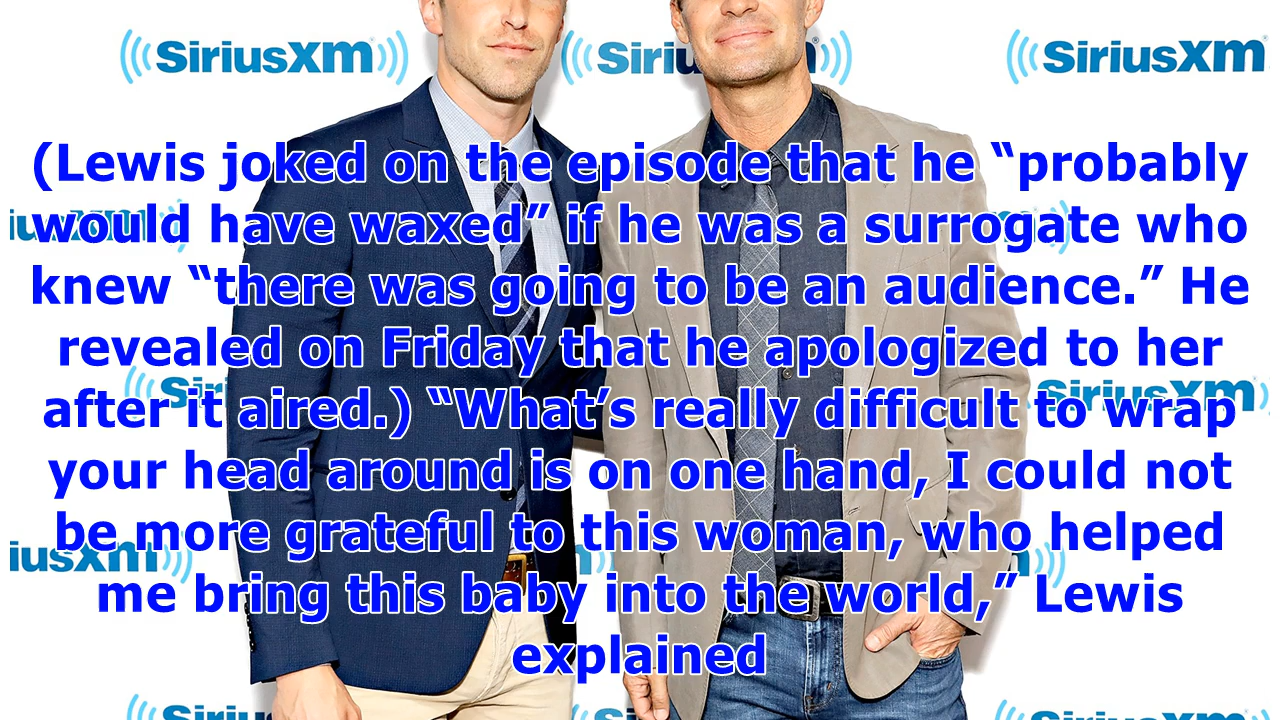 SiriusXM SiriusXM SiriusXM
(Lewis joked on the episode that he “probably
would have waxed” if he was a surrogate who
knew “there was going to be an audience.” He
revealed on Friday that he apologized to her
after it aired.) “What’s really difficult to wrap
your head around is on one hand, I could not
be more grateful to this woman, who helped
me bring this baby into the world,” Lewis
explained